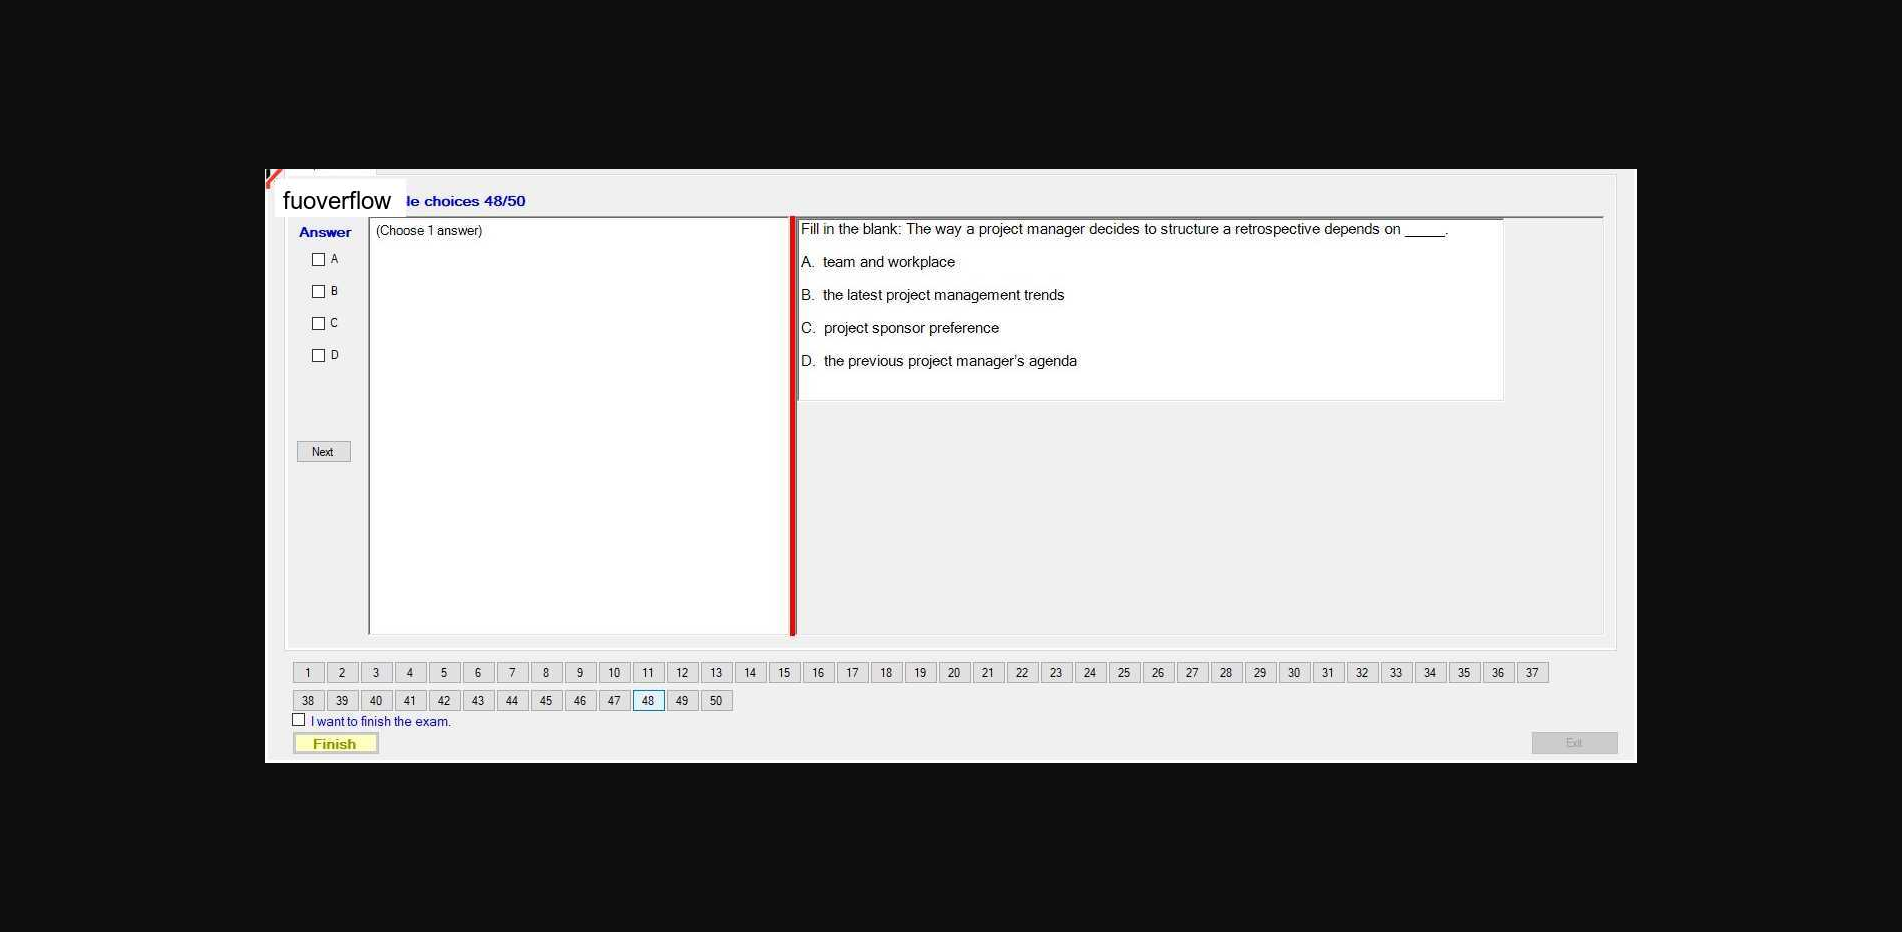 fuoverflow
le choices 48/50
Answer
(Choose 1 answer)
A
B
C
D
Next
Fill in the blank: The way a project manager decides to structure a retrospective depends on _____.
A. team and workplace
B. the latest project management trends
C. project sponsor preference
D. the previous project manager's agenda
1 2 3 4 5 6 7 8 9 10 11 12 13 14 15 16 17 18 19 20 21 22 23 24 25 26 27 28 29 30 31 32 33 34 35 36 37
38 39 40 41 42 43 44 45 46 47 48 49 50
I want to finish the exam.
Finish
Exit